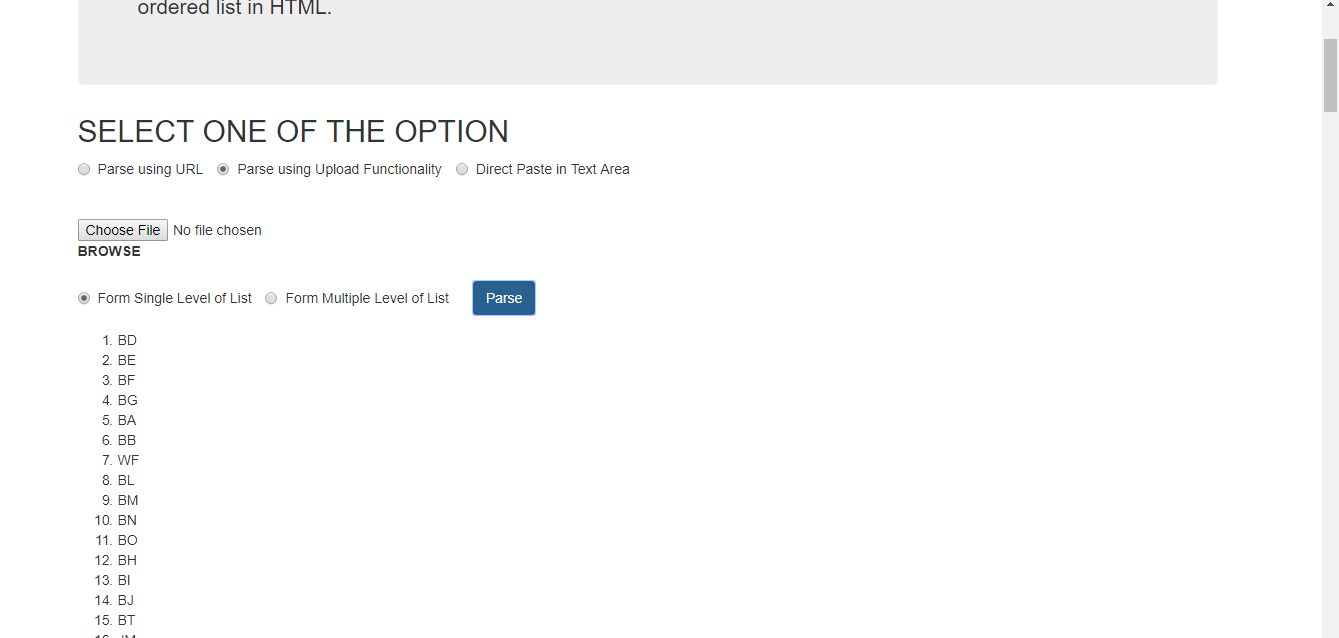 ordered list in HTML.
SELECT ONE OF THE OPTION
Parse using URL Parse using Upload Functionality Direct Paste in Text Area
Choose File No file chosen
BROWSE
Form Single Level of List Form Multiple Level of List Parse
1. BD
2. BE
3. BF
4. BG
5. BA
6. BB
7. WF
8. BL
9. BM
10. BN
11. BO
12. BH
13. BI
14. BJ
15. BT